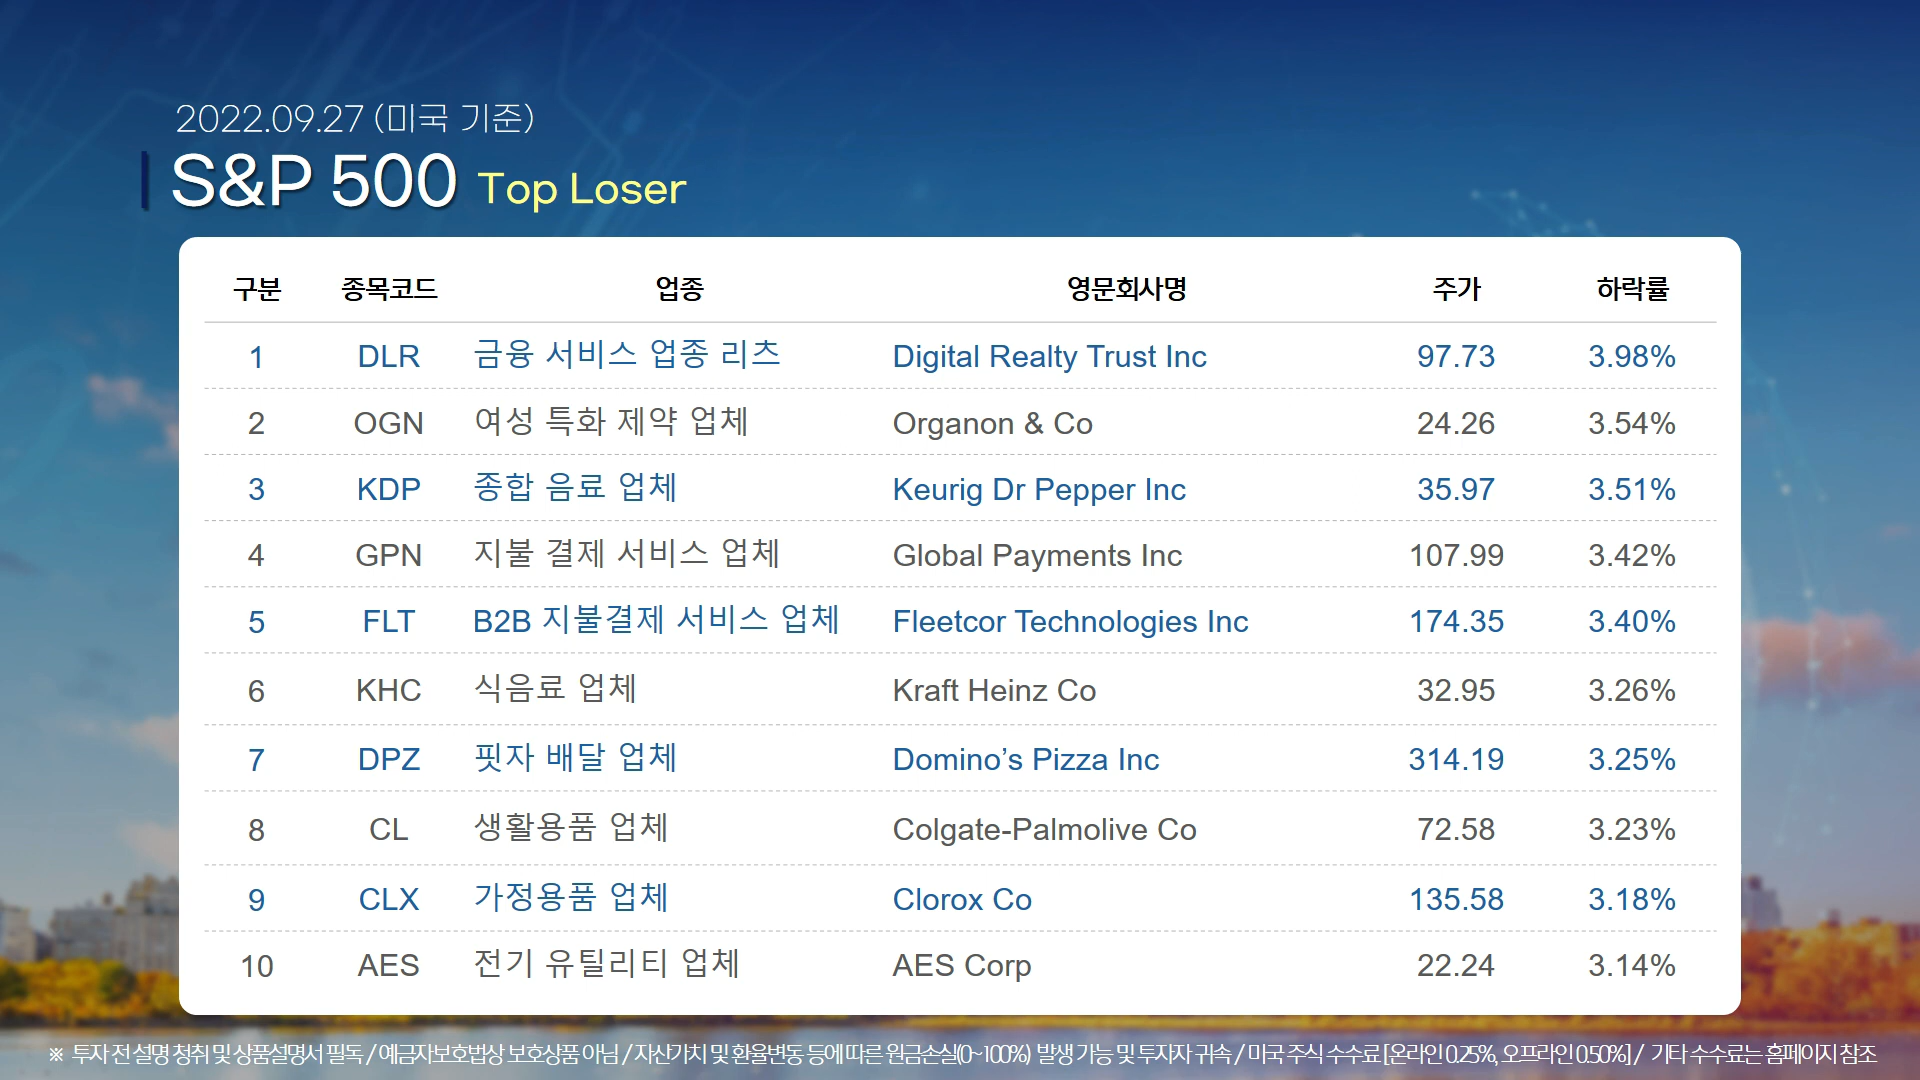 2022.09.27 (미국 기준)
S&P 500 Top Loser
구분 종목코드 업종 영문회사명 주가 하락률
1 DLR 금융 서비스 업종 리츠 Digital Realty Trust Inc 97.73 3.98%
2 OGN 여성 특화 제약 업체 Organon & Co 24.26 3.54%
3 KDP 종합 음료 업체 Keurig Dr Pepper Inc 35.97 3.51%
4 GPN 지불 결제 서비스 업체 Global Payments Inc 107.99 3.42%
5 FLT B2B 지불결제 서비스 업체 Fleetcor Technologies Inc 174.35 3.40%
6 KHC 식음료 업체 Kraft Heinz Co 32.95 3.26%
7 DPZ 핏자 배달 업체 Domino’s Pizza Inc 314.19 3.25%
8 CL 생활용품 업체 Colgate-Palmolive Co 72.58 3.23%
9 CLX 가정용품 업체 Clorox Co 135.58 3.18%
10 AES 전기 유틸리티 업체 AES Corp 22.24 3.14%
※ 투자 전 설명 청취 및 상품설명서 필독 / 예금자보호법상 보호상품 아님 / 자산가치 및 환율변동 등에 따른 원금손실(0~100%) 발생 가능 및 투자자 귀속 / 미국 주식 수수료 [온라인 0.25%, 오프라인 0.50%] / 기타 수수료는 홈페이지 참조